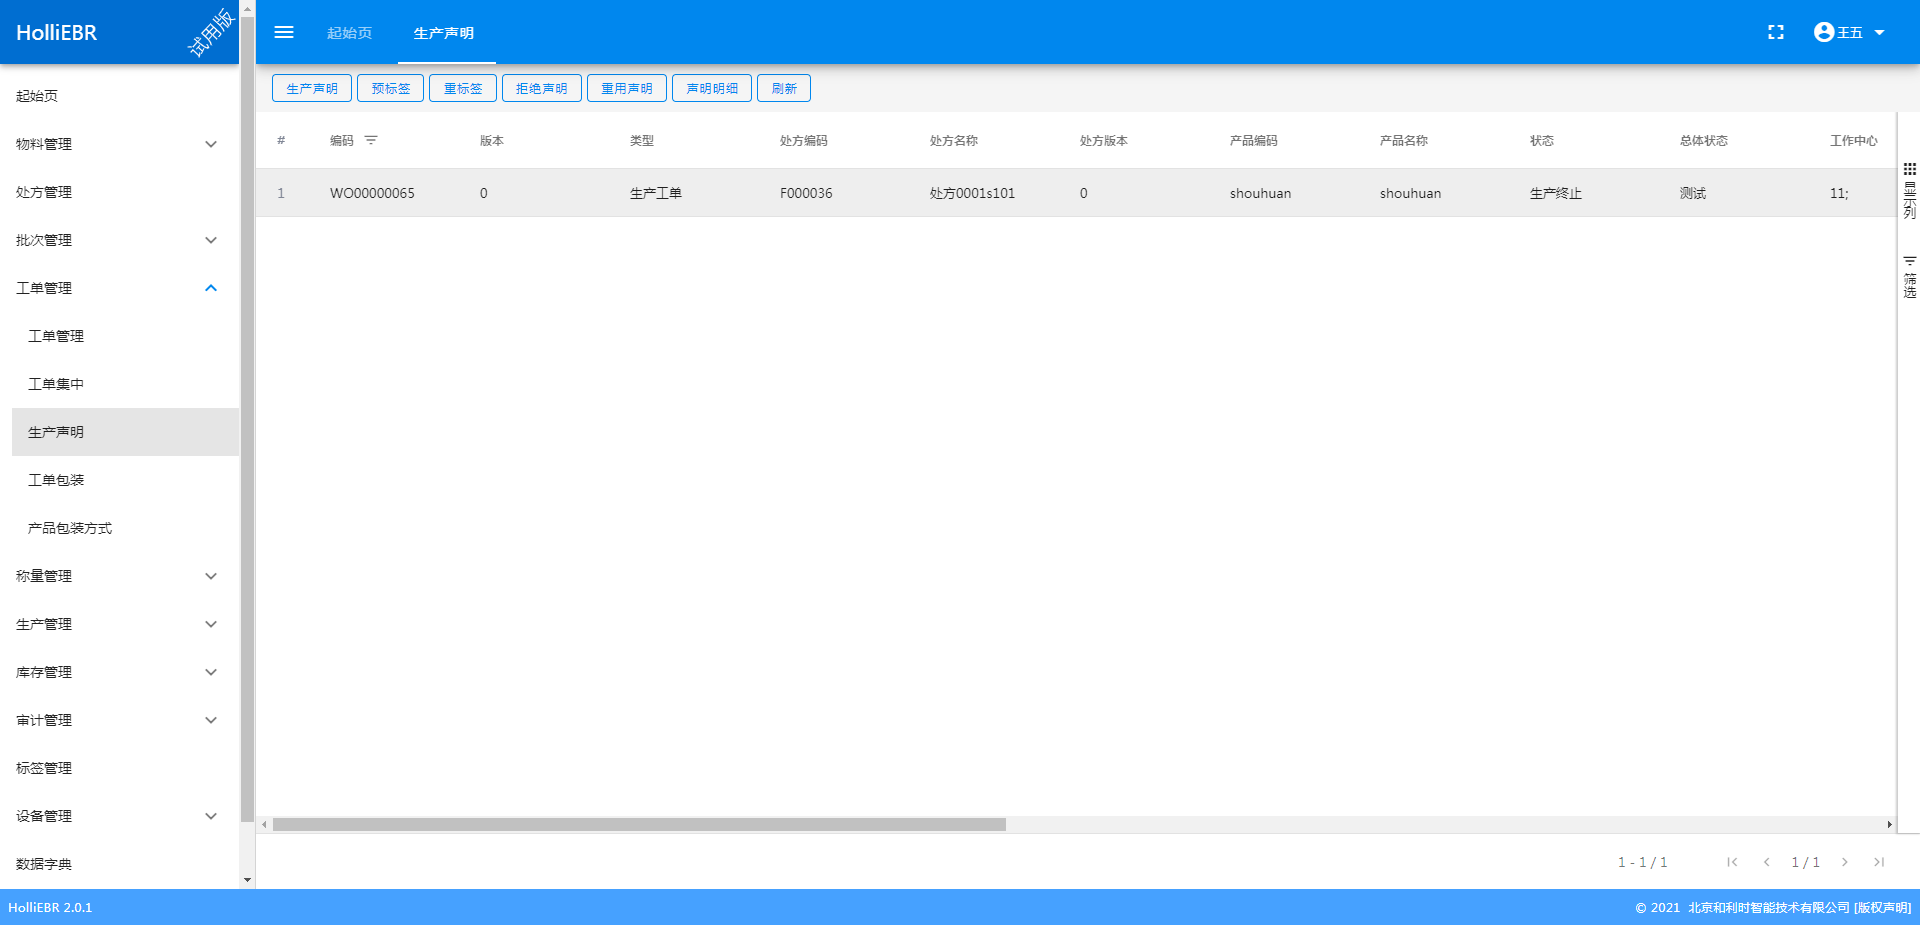 HolliEBR 试用版
起始页 生产声明 王五
起始页
物料管理
处方管理
批次管理
工单管理
工单管理
工单集中
生产声明
工单包装
产品包装方式
称量管理
生产管理
库存管理
审计管理
标签管理
设备管理
数据字典
生产声明 预标签 重标签 拒绝声明 重用声明 声明明细 刷新
# 编码 版本 类型 处方编码 处方名称 处方版本 产品编码 产品名称 状态 总体状态 工作中心
1 WO00000065 0 生产工单 F000036 处方0001s101 0 shouhuan shouhuan 生产终止 测试 11;
显示列
筛选
1 - 1 / 1 1 / 1
HolliEBR 2.0.1 © 2021 北京和利时智能技术有限公司 [版权声明]